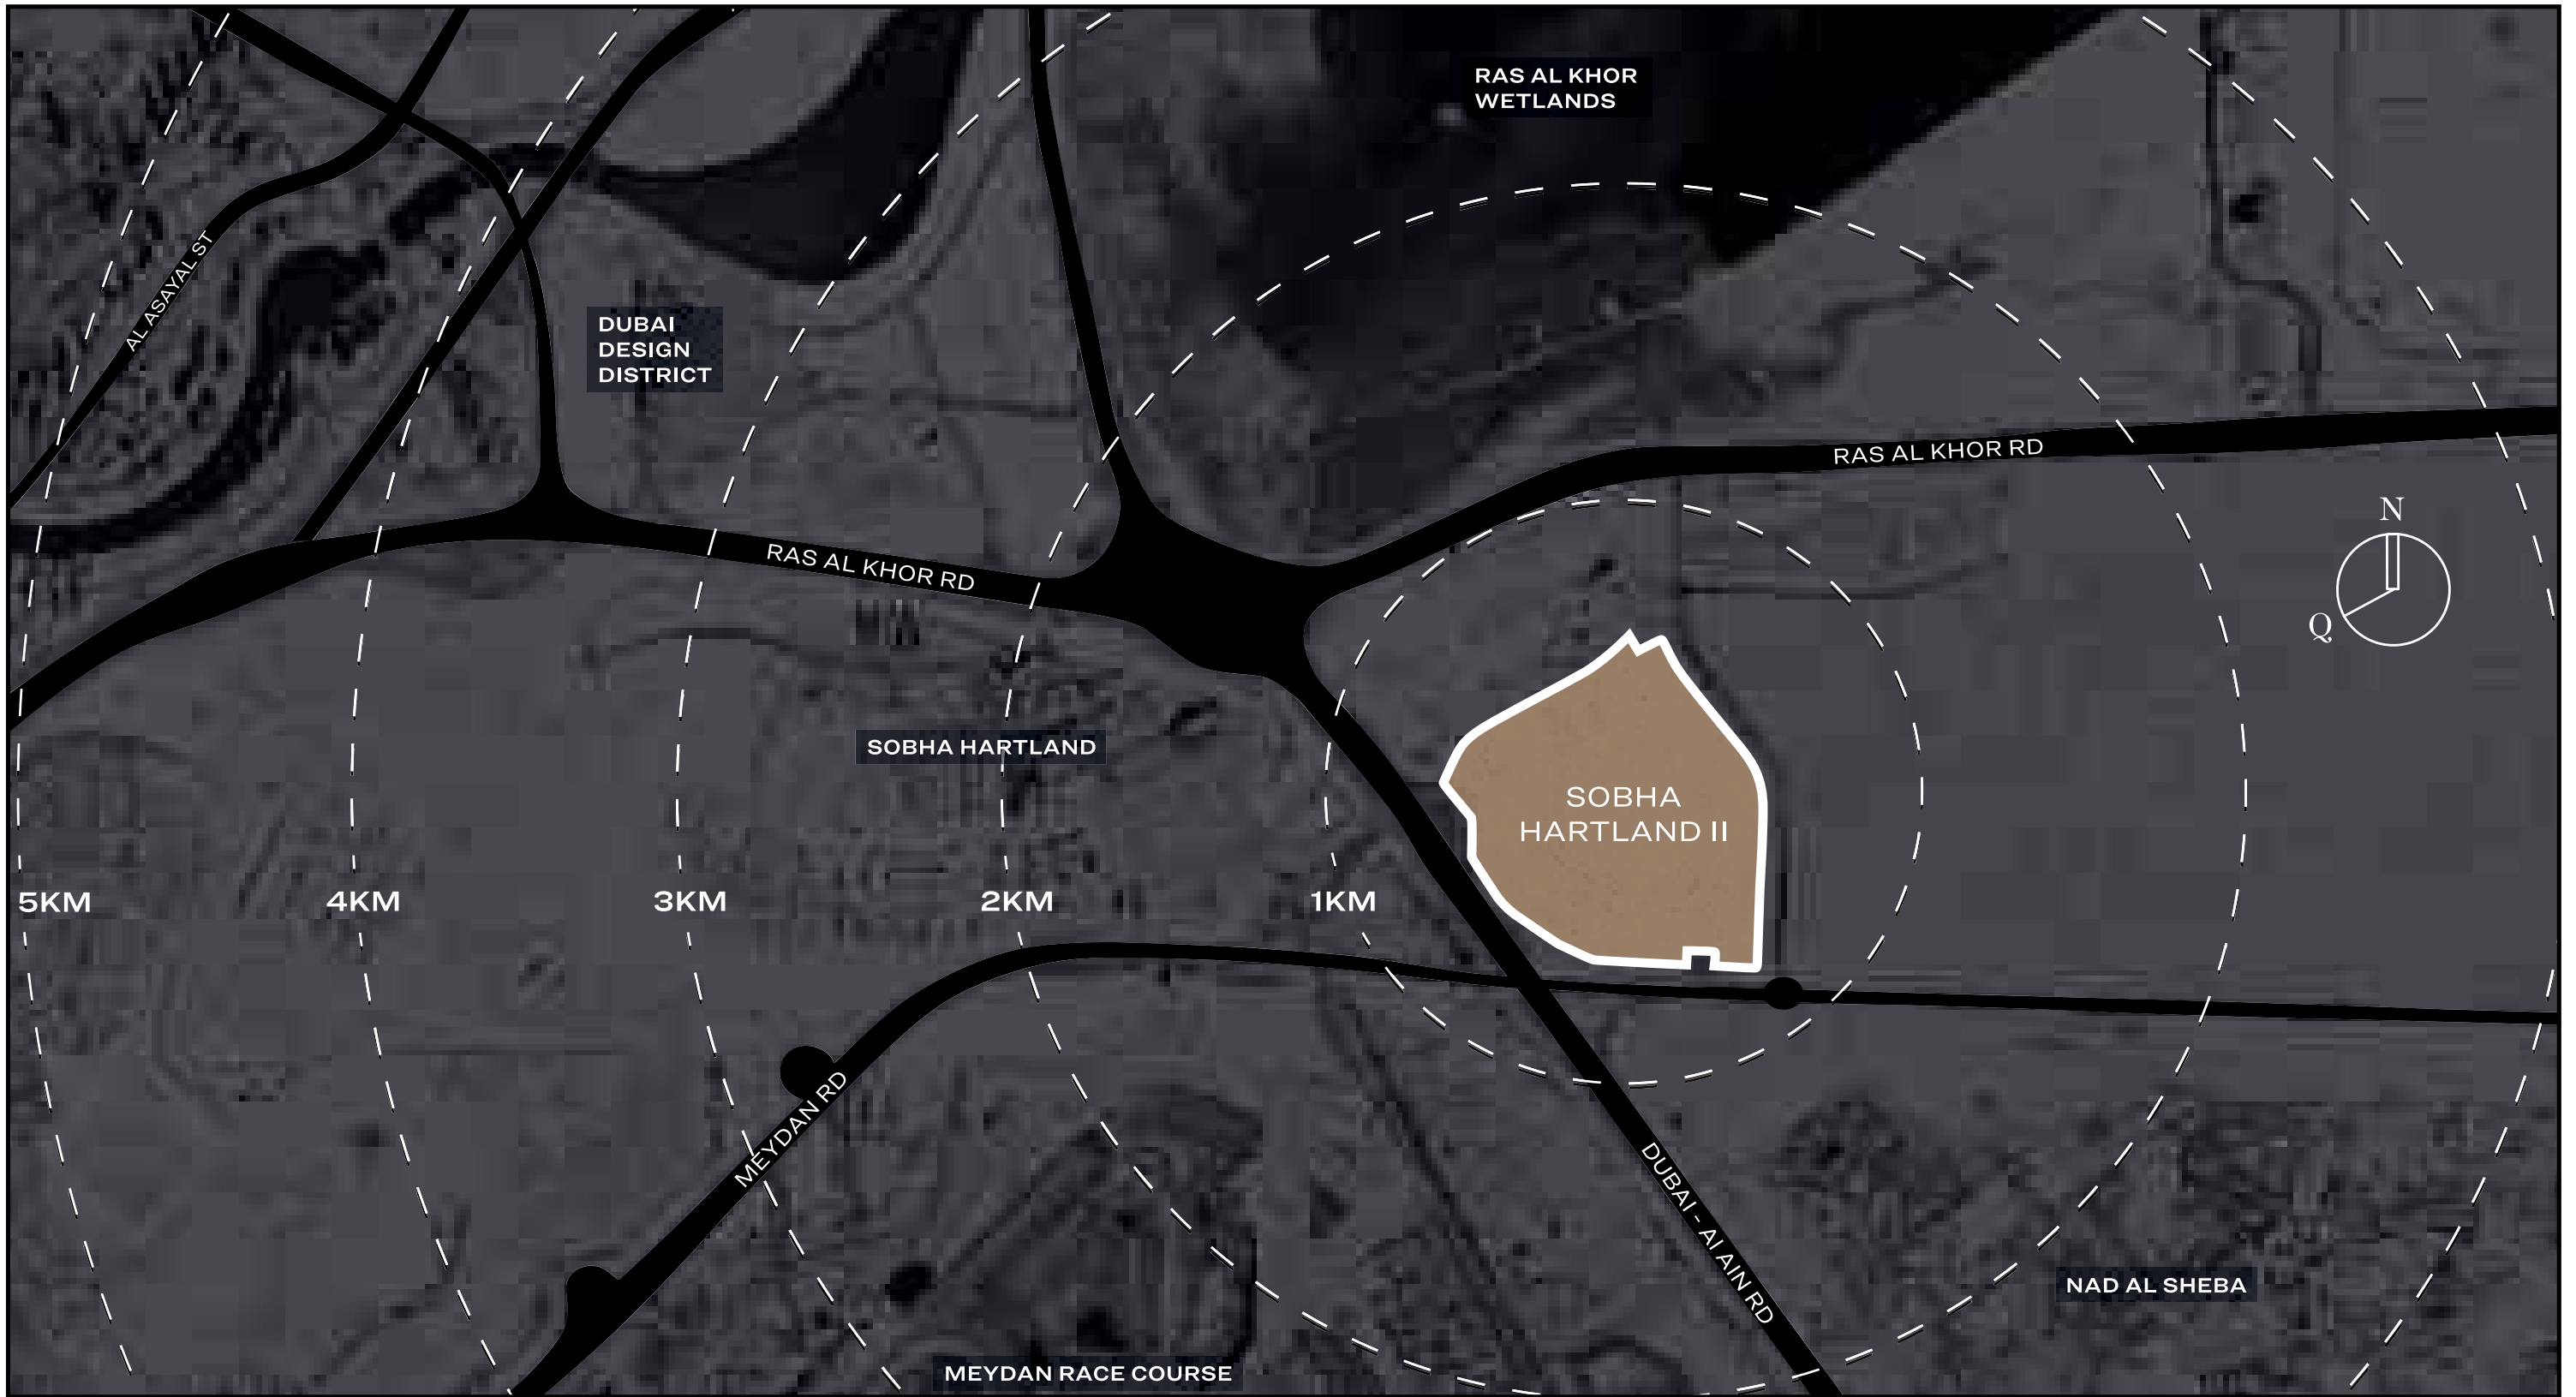 RAS AL KHOR
WETLANDS
AL ASAYAL ST
DUBAI
DESIGN
DISTRICT
RAS AL KHOR RD
N
Q
RAS AL KHOR RD
SOBHA HARTLAND
SOBHA
HARTLAND II
5KM
4KM
3KM
2KM
1KM
MEYDAN RD
DUBAI - AI AIN RD
NAD AL SHEBA
MEYDAN RACE COURSE